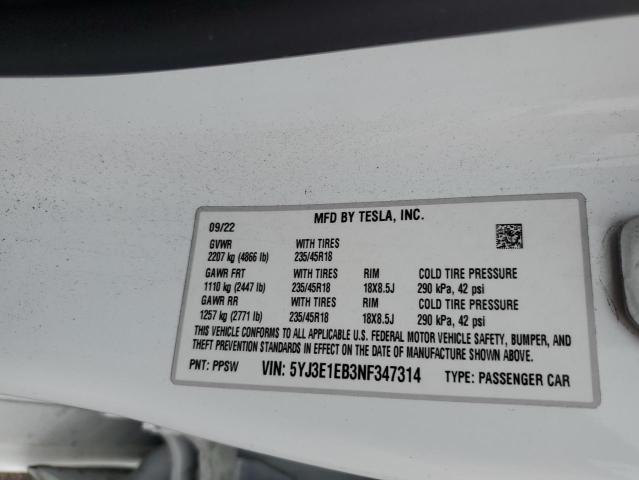 MFD BY TESLA, INC.
09/22
GVWR WITH TIRES
2207 kg (4866 lb) 235/45R18
GAWR FRT WITH TIRES RIM COLD TIRE PRESSURE
1110 kg (2447 lb) 235/45R18 18X8.5J 290 kPa, 42 psi
GAWR RR WITH TIRES RIM COLD TIRE PRESSURE
1257 kg (2771 lb) 235/45R18 18X8.5J 290 kPa, 42 psi
THIS VEHICLE CONFORMS TO ALL APPLICABLE U.S. FEDERAL MOTOR VEHICLE SAFETY, BUMPER, AND
THEFT PREVENTION STANDARDS IN EFFECT ON THE DATE OF MANUFACTURE SHOWN ABOVE.
PNT: PPSW VIN: 5YJ3E1EB3NF347314 TYPE: PASSENGER CAR